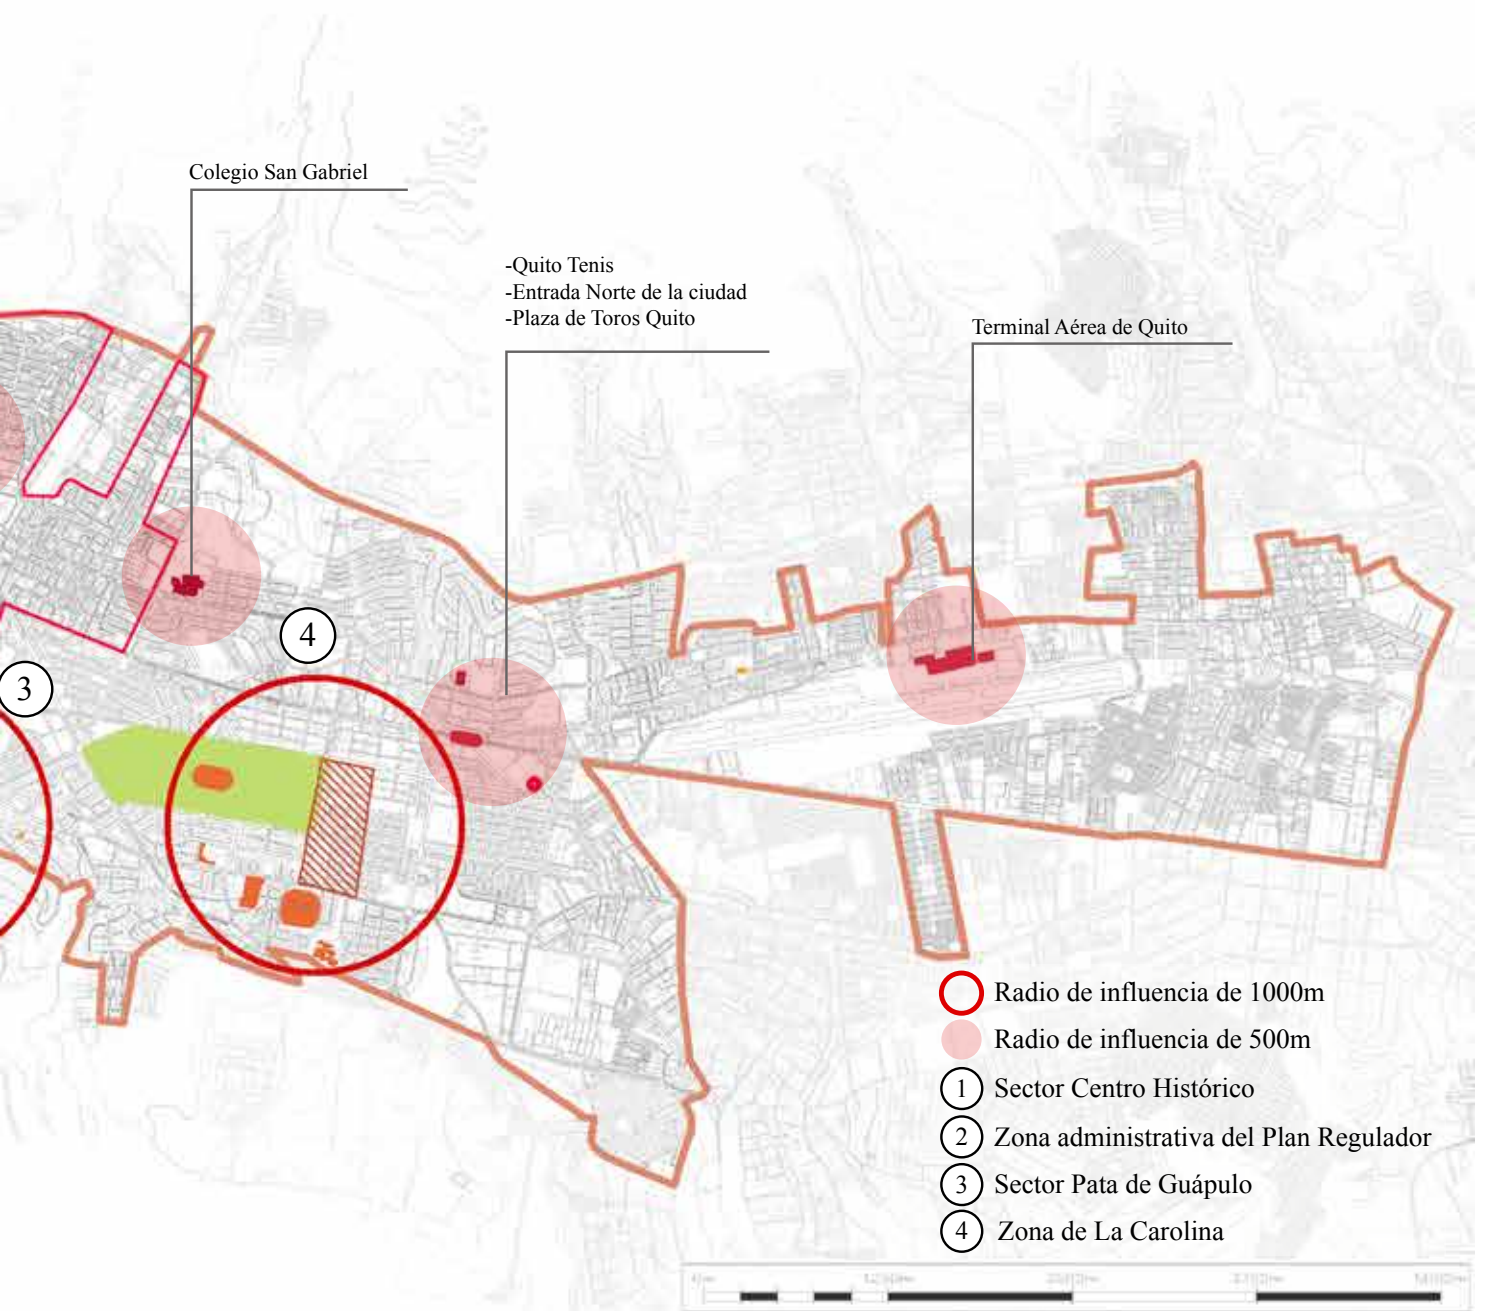 Colegio San Gabriel
-Quito Tenis
-Entrada Norte de la ciudad
-Plaza de Toros Quito
Terminal Aérea de Quito
4
3
Radio de influencia de 1000m
Radio de influencia de 500m
1 Sector Centro Histórico
2 Zona administrativa del Plan Regulador
3 Sector Pata de Guápulo
4 Zona de La Carolina